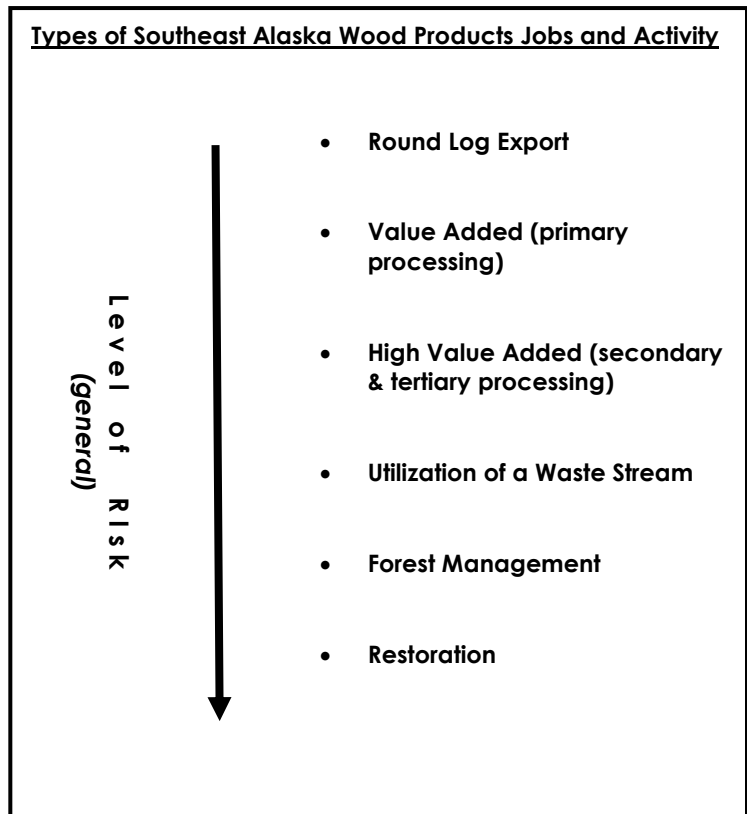 Types of Southeast Alaska Wood Products Jobs and Activity
• Round Log Export
• Value Added (primary
processing)
• High Value Added (secondary
& tertiary processing)
• Utilization of a Waste Stream
• Forest Management
• Restoration
Level of RIsk
(general)